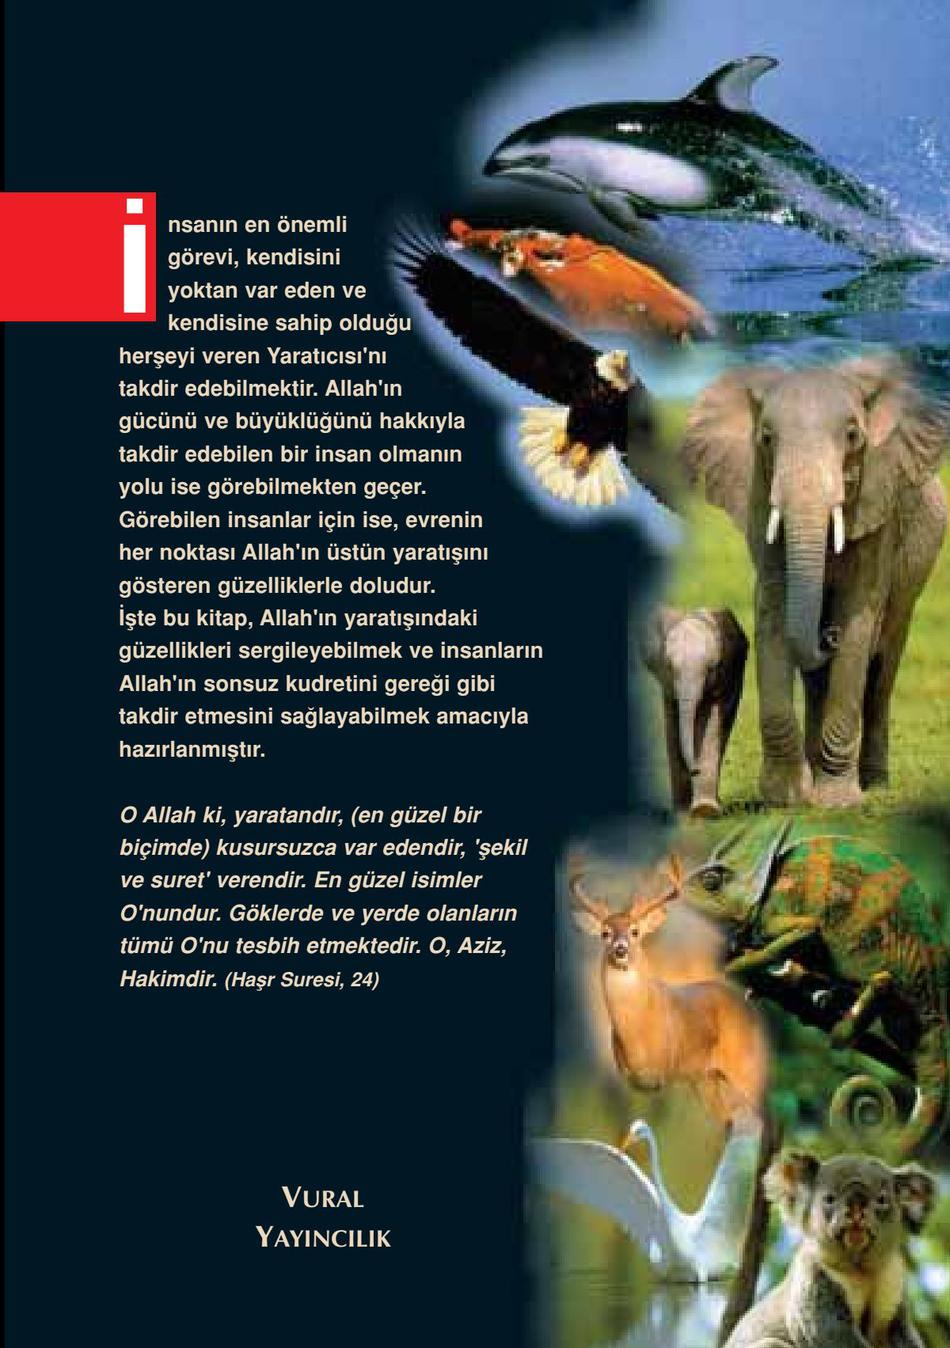 insanın en önemli
görevi, kendisini
yoktan var eden ve
kendisine sahip olduğu
herşeyi veren Yaratıcısı'nı
takdir edebilmektir. Allah'ın
gücünü ve büyüklüğünü hakkıyla
takdir edebilen bir insan olmanın
yolu ise görebilmekten geçer.
Görebilen insanlar için ise, evrenin
her noktası Allah'ın üstün yaratışını
gösteren güzelliklerle doludur.
İşte bu kitap, Allah'ın yaratışındaki
güzellikleri sergileyebilmek ve insanların
Allah'ın sonsuz kudretini gereği gibi
takdir etmesini sağlayabilmek amacıyla
hazırlanmıştır.
O Allah ki, yaratandır, (en güzel bir
biçimde) kusursuzca var edendir, 'şekil
ve suret' verendir. En güzel isimler
O'nundur. Göklerde ve yerde olanların
tümü O'nu tesbih etmektedir. O, Aziz,
Hakimdir. (Haşr Suresi, 24)
VURAL
YAYINCILIK